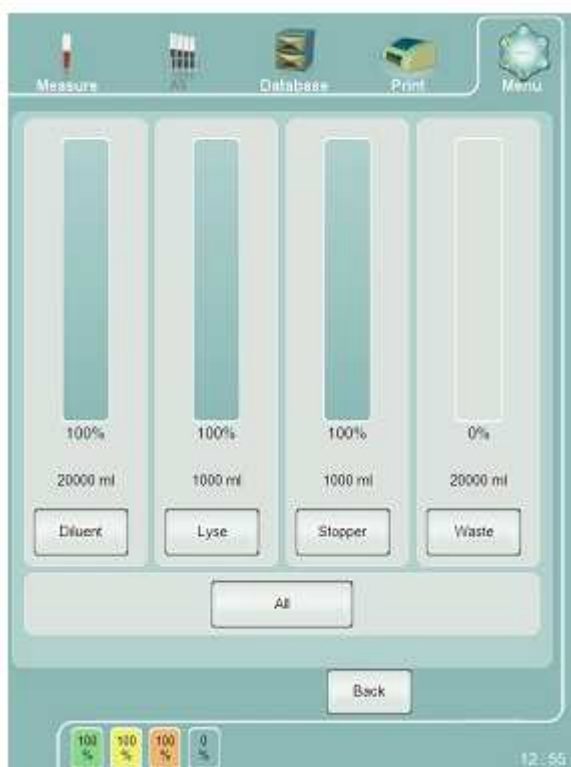 Measure
Database
Print
Menu
100%
100%
100%
0%
20000 ml
1000 ml
1000 ml
20000 ml
Diluent
Lyse
Stopper
Waste
All
Back
100 %
100 %
100 %
0 %
12:55